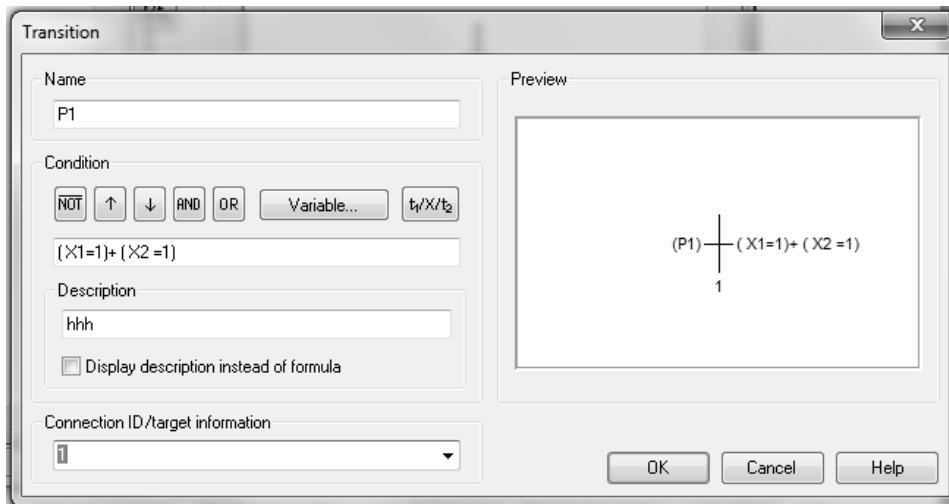 Transition
Name
P1
Condition
NOT ↑ ↓ AND OR Variable... t₁/X/t₂
(X1=1)+ ( X2 =1)
Description
hhh
Display description instead of formula
Connection ID/target information
1
Preview
(P1) ( X1=1)+ ( X2 =1)
1
OK Cancel Help